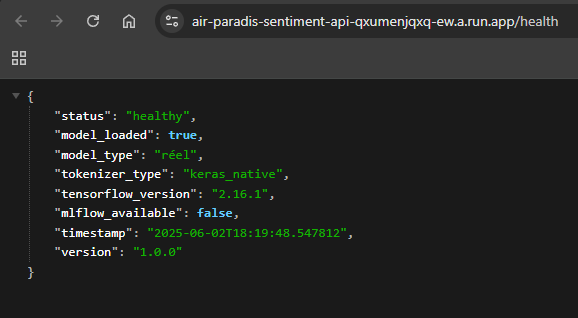 air-paradis-sentiment-api-qxumenjqxq-ew.a.run.app/health
{
"status": "healthy",
"model_loaded": true,
"model_type": "réel",
"tokenizer_type": "keras_native",
"tensorflow_version": "2.16.1",
"mlflow_available": false,
"timestamp": "2025-06-02T18:19:48.547812",
"version": "1.0.0"
}